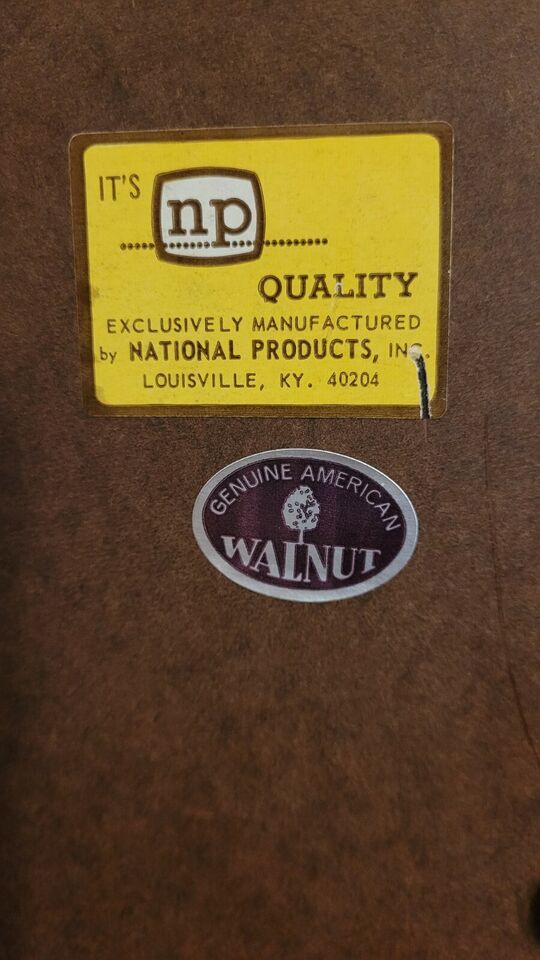 IT'S np
QUALITY
EXCLUSIVELY MANUFACTURED
by NATIONAL PRODUCTS, INC.
LOUISVILLE, KY. 40204
GENUINE AMERICAN
WALNUT